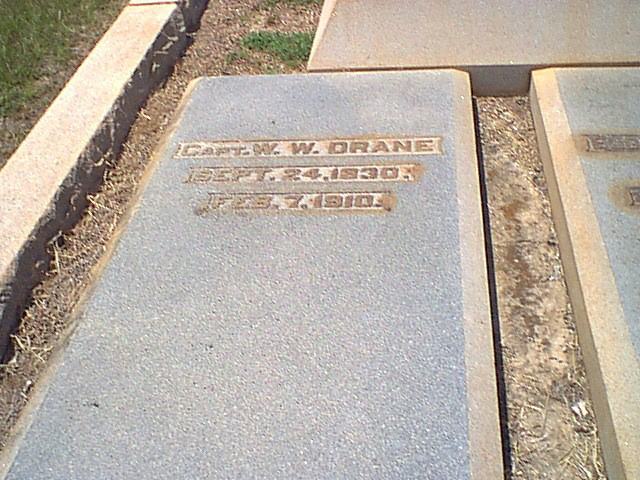 CAPT. W. W. DRANE
SEPT. 24, 1830.
FEB. 7, 1910.